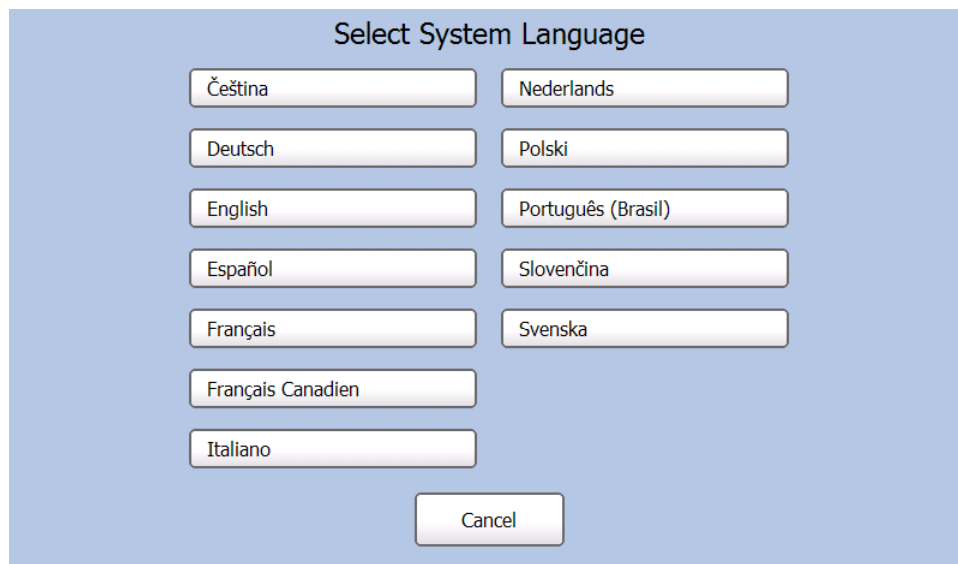 Select System Language
Čeština
Deutsch
English
Español
Français
Français Canadien
Italiano
Nederlands
Polski
Português (Brasil)
Slovenčina
Svenska
Cancel